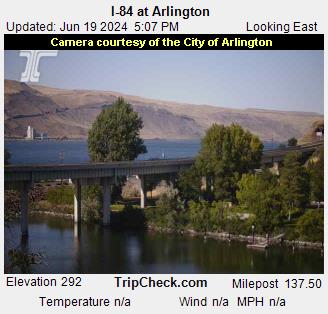 I-84 at Arlington
Updated: Jun 19 2024 5:07 PM Looking East
Camera courtesy of the City of Arlington
Elevation 292 TripCheck.com Milepost 137.50
Temperature n/a Wind n/a MPH n/a